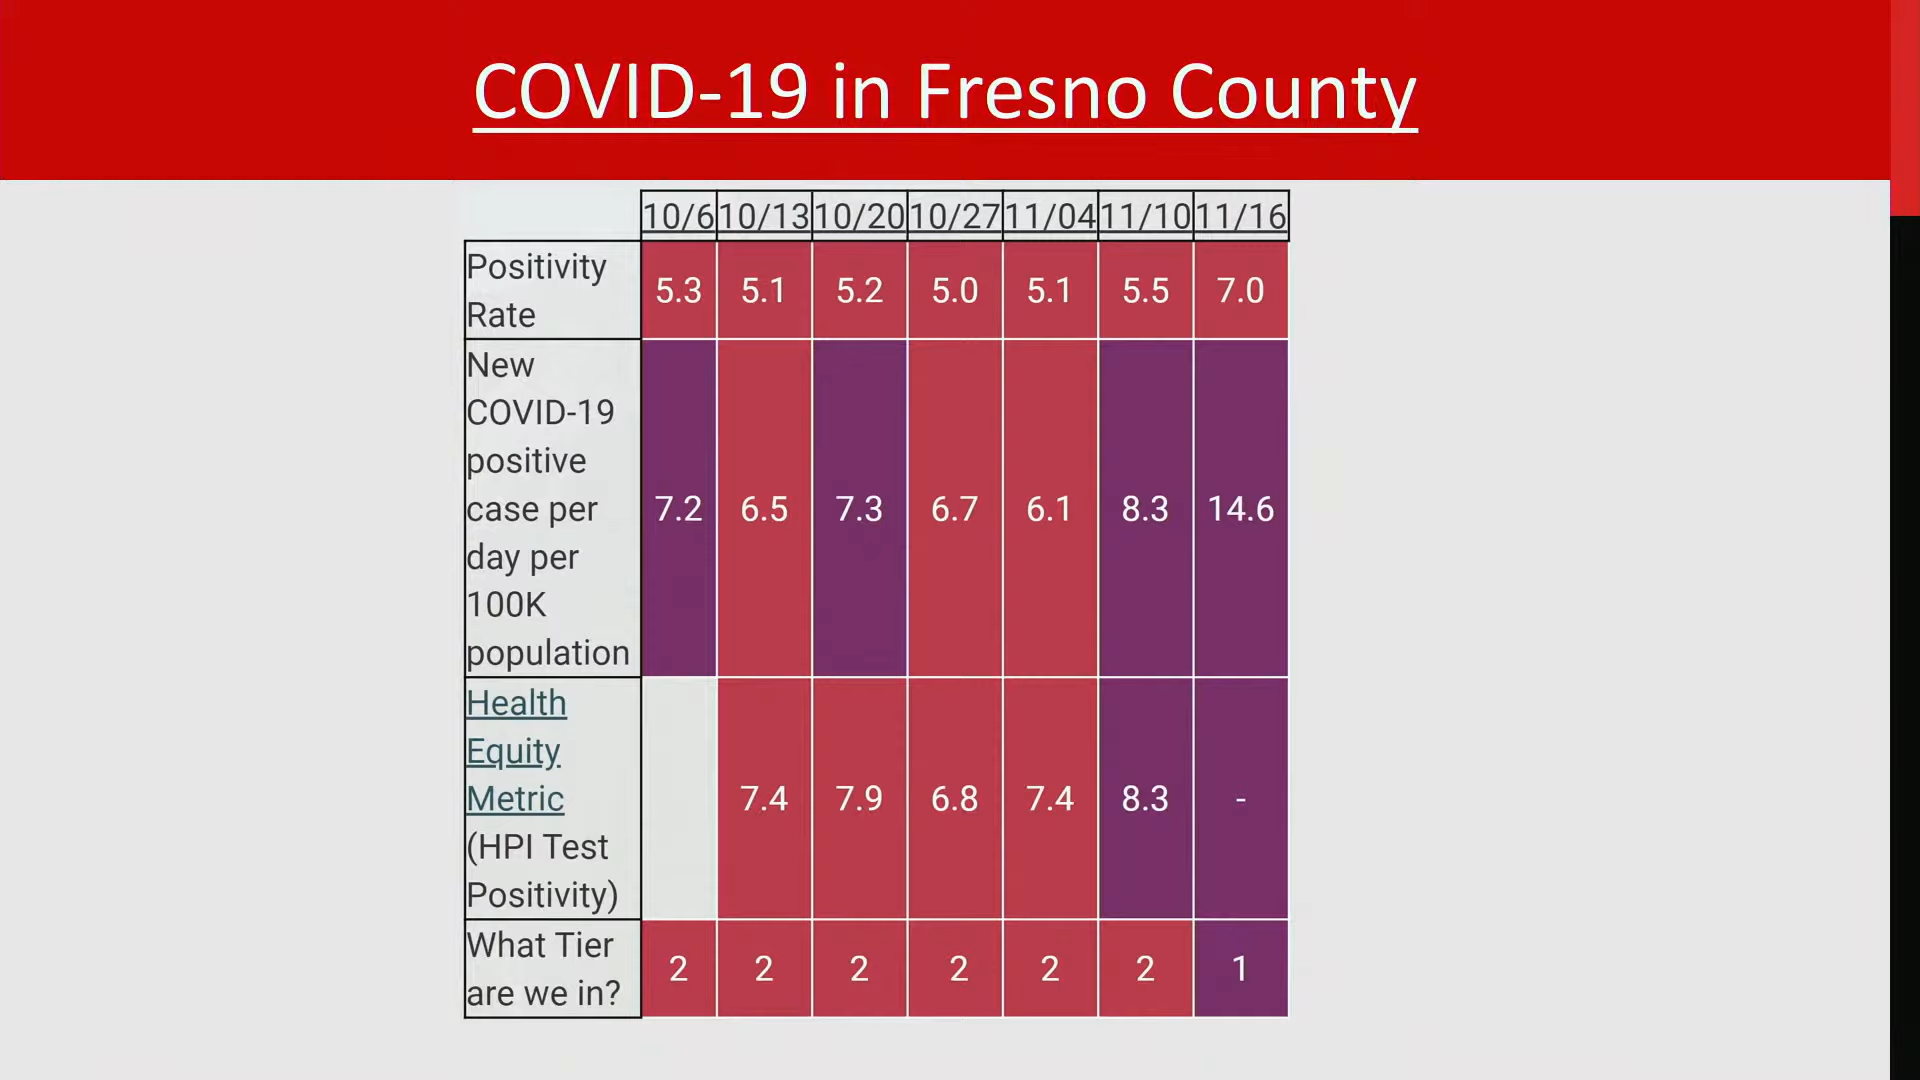 COVID-19 in Fresno County
10/6 10/13 10/20 10/27 11/04 11/10 11/16
Positivity
Rate
5.3 5.1 5.2 5.0 5.1 5.5 7.0
New
COVID-19
positive
case per
day per
100K
population
7.2 6.5 7.3 6.7 6.1 8.3 14.6
Health
Equity
Metric
(HPI Test
Positivity)
7.4 7.9 6.8 7.4 8.3 -
What Tier
are we in?
2 2 2 2 2 2 1